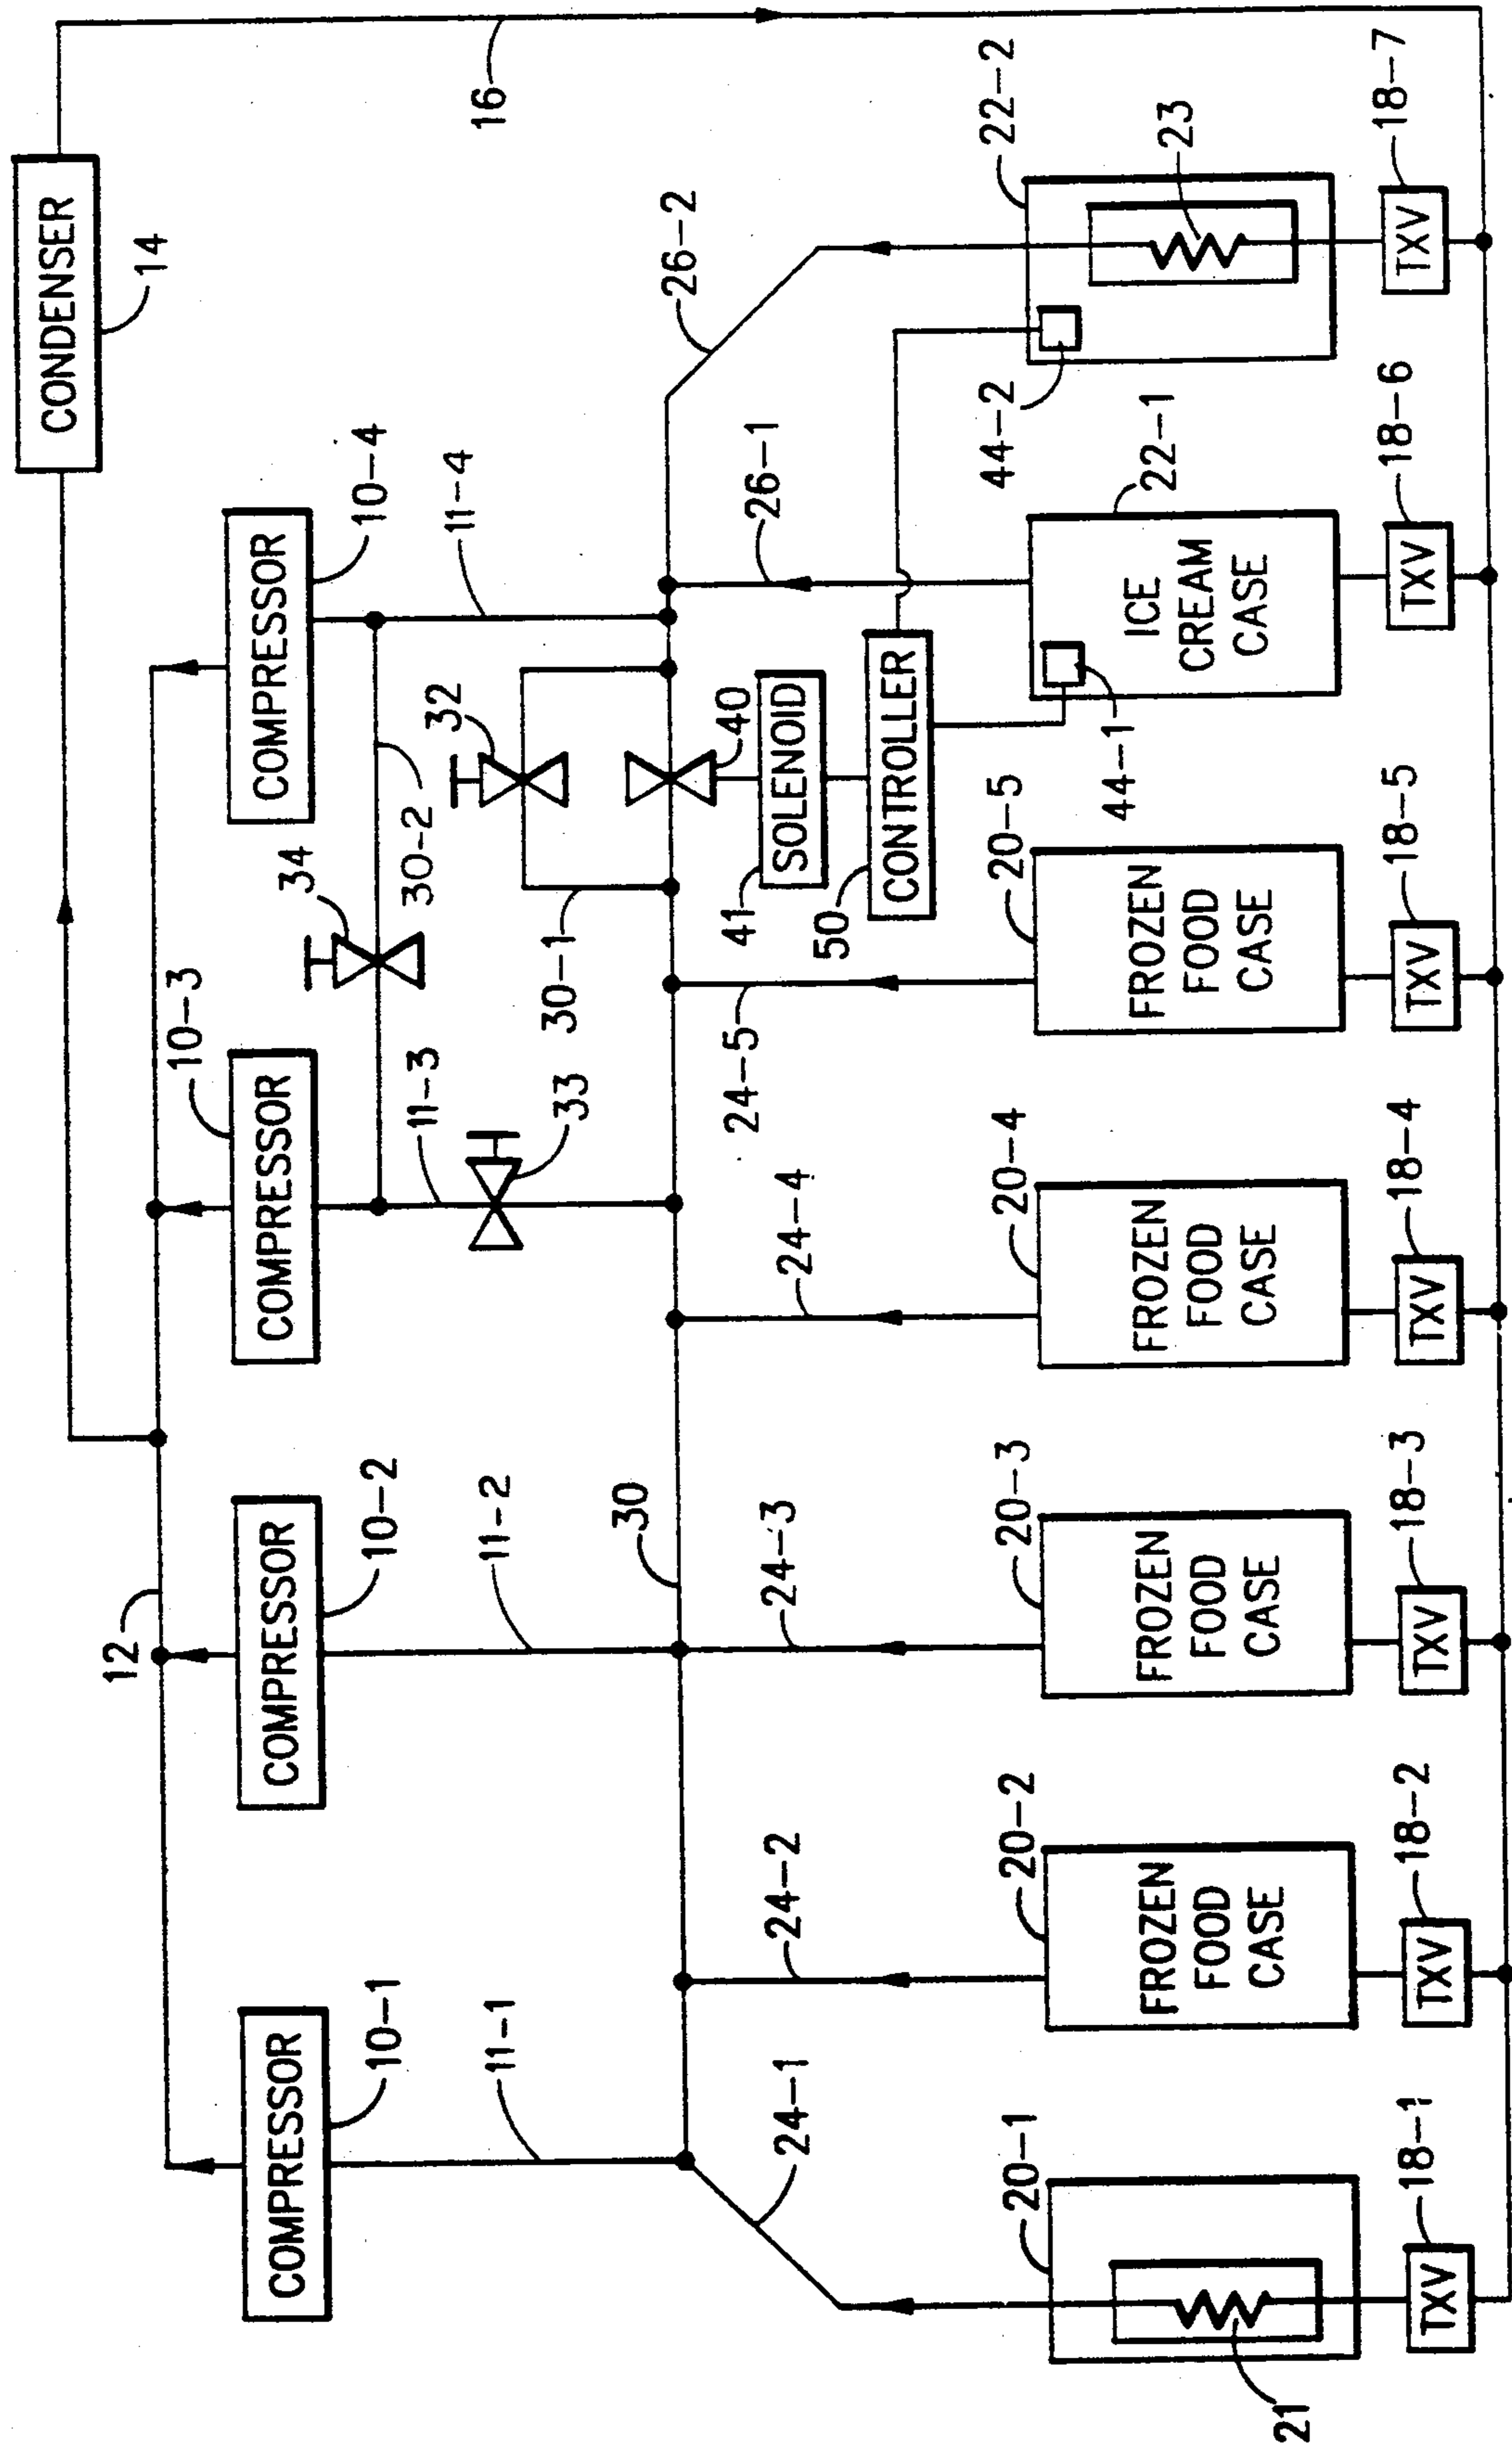 CONDENSER
14
16
12
COMPRESSOR
10-1
COMPRESSOR
10-2
COMPRESSOR
10-3
COMPRESSOR
10-4
11-1
11-2
11-3
11-4
34
30-2
33
32
30-1
30
40
41
SOLENOID
50
CONTROLLER
24-1
24-2
24-3
24-4
24-5
26-1
26-2
20-1
21
20-2
FROZEN
FOOD
CASE
20-3
FROZEN
FOOD
CASE
20-4
FROZEN
FOOD
CASE
20-5
FROZEN
FOOD
CASE
44-1
22-1
ICE
CREAM
CASE
44-2
22-2
23
TXV
18-1
TXV
18-2
TXV
18-3
TXV
18-4
TXV
18-5
TXV
18-6
TXV
18-7